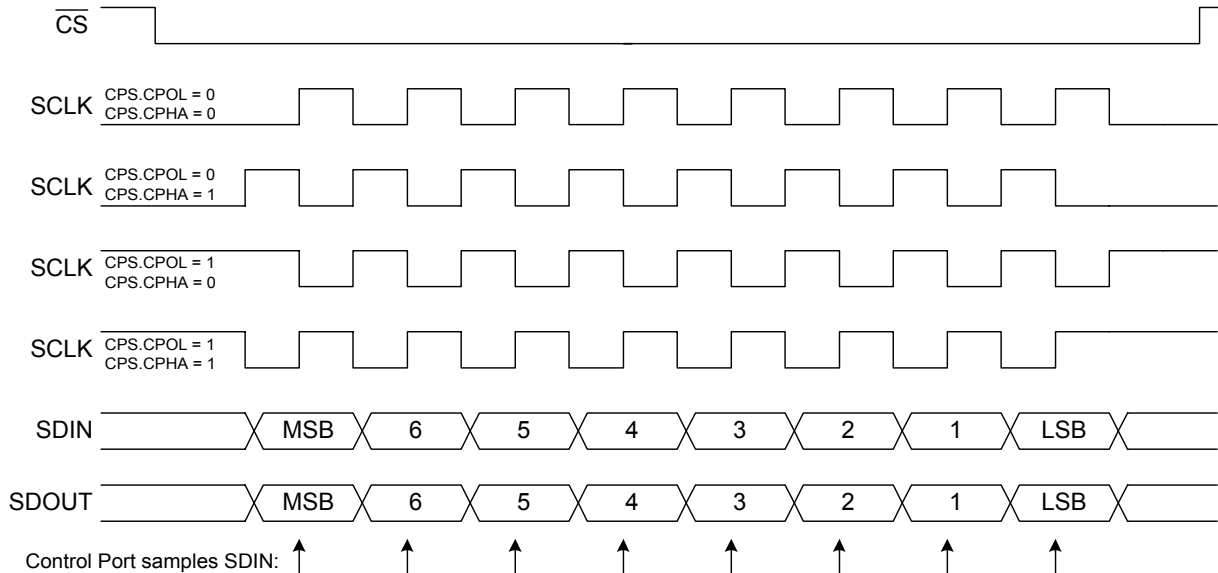 CS
SCLK CPS.CPOL = 0
CPS.CPHA = 0
SCLK CPS.CPOL = 0
CPS.CPHA = 1
SCLK CPS.CPOL = 1
CPS.CPHA = 0
SCLK CPS.CPOL = 1
CPS.CPHA = 1
SDIN MSB 6 5 4 3 2 1 LSB
SDOUT MSB 6 5 4 3 2 1 LSB
Control Port samples SDIN: